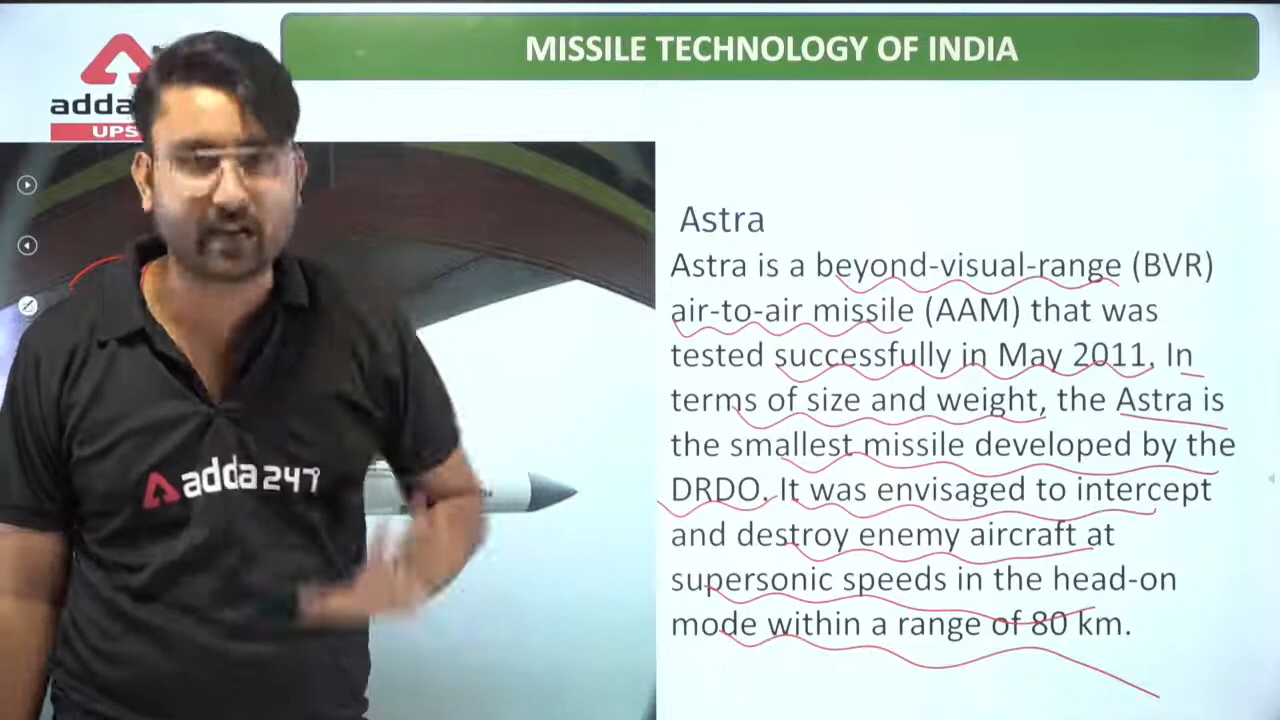 MISSILE TECHNOLOGY OF INDIA
adda
UPS
Astra
Astra is a beyond-visual-range (BVR)
air-to-air missile (AAM) that was
tested successfully in May 2011. In
terms of size and weight, the Astra is
the smallest missile developed by the
DRDO. It was envisaged to intercept
and destroy enemy aircraft at
supersonic speeds in the head-on
mode within a range of 80 km.
adda247